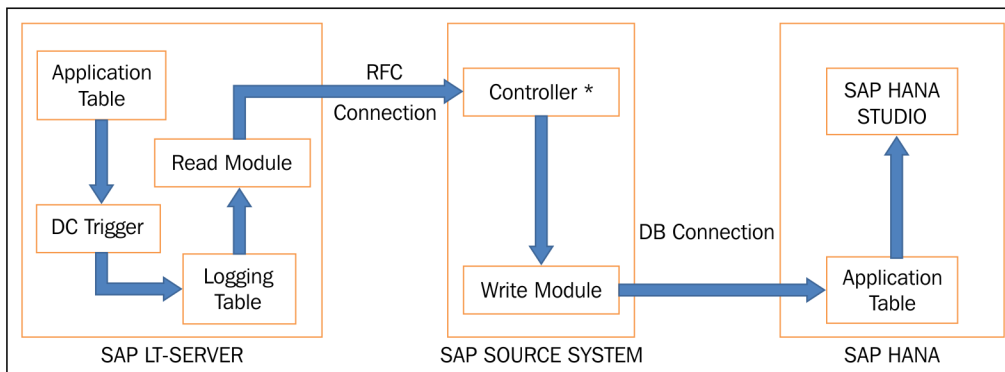 Application
Table
DC Trigger
Logging
Table
Read Module
RFC
Connection
Controller *
Write Module
DB Connection
SAP HANA
STUDIO
Application
Table
SAP LT-SERVER
SAP SOURCE SYSTEM
SAP HANA